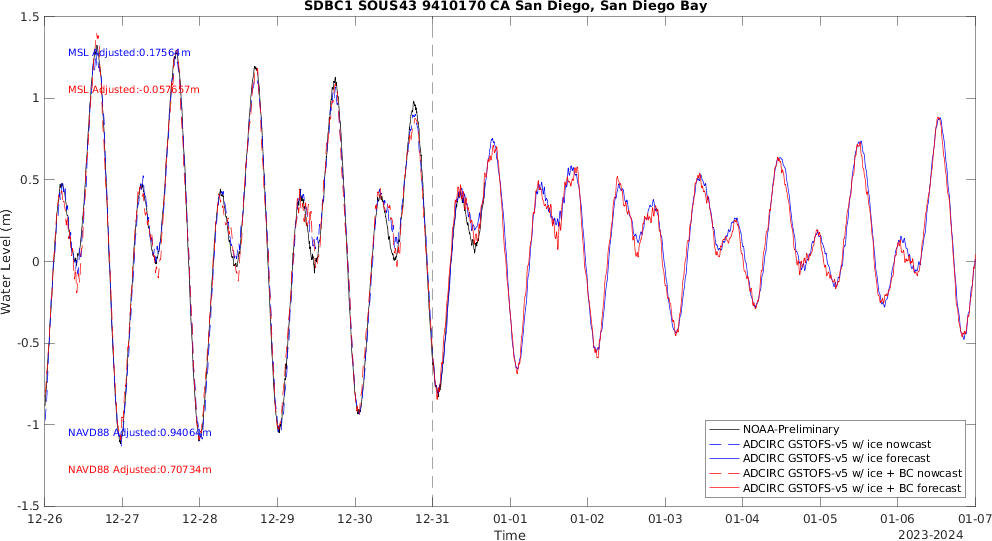 SDBC1 SOUS43 9410170 CA San Diego, San Diego Bay
1.5
1
0.5
0
-0.5
-1
-1.5
Water Level (m)
MSL Adjusted:0.17564m
MSL Adjusted:-0.057657m
NAVD88 Adjusted:0.94064m
NAVD88 Adjusted:0.70734m
NOAA-Preliminary
ADCIRC GSTOFS-v5 w/ ice nowcast
ADCIRC GSTOFS-v5 w/ ice forecast
ADCIRC GSTOFS-v5 w/ ice + BC nowcast
ADCIRC GSTOFS-v5 w/ ice + BC forecast
12-26 12-27 12-28 12-29 12-30 12-31 01-01 01-02 01-03 01-04 01-05 01-06 01-07
Time
2023-2024